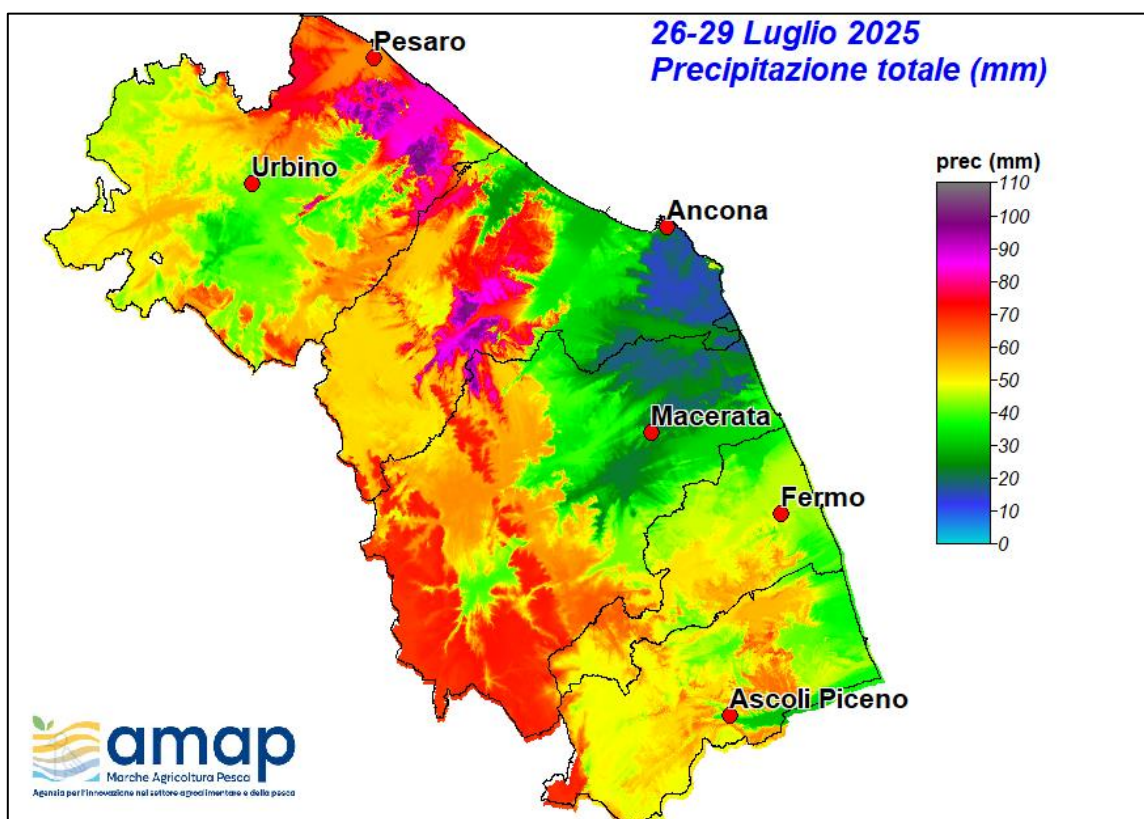 26-29 Luglio 2025
Precipitazione totale (mm)
Pesaro
Urbino
Ancona
Macerata
Fermo
Ascoli Piceno
prec (mm)
110
100
90
80
70
60
50
40
30
20
10
0
amap
Marche Agricoltura Pesca
Agenzia per l'innovazione nel settore agroalimentare e della pesca